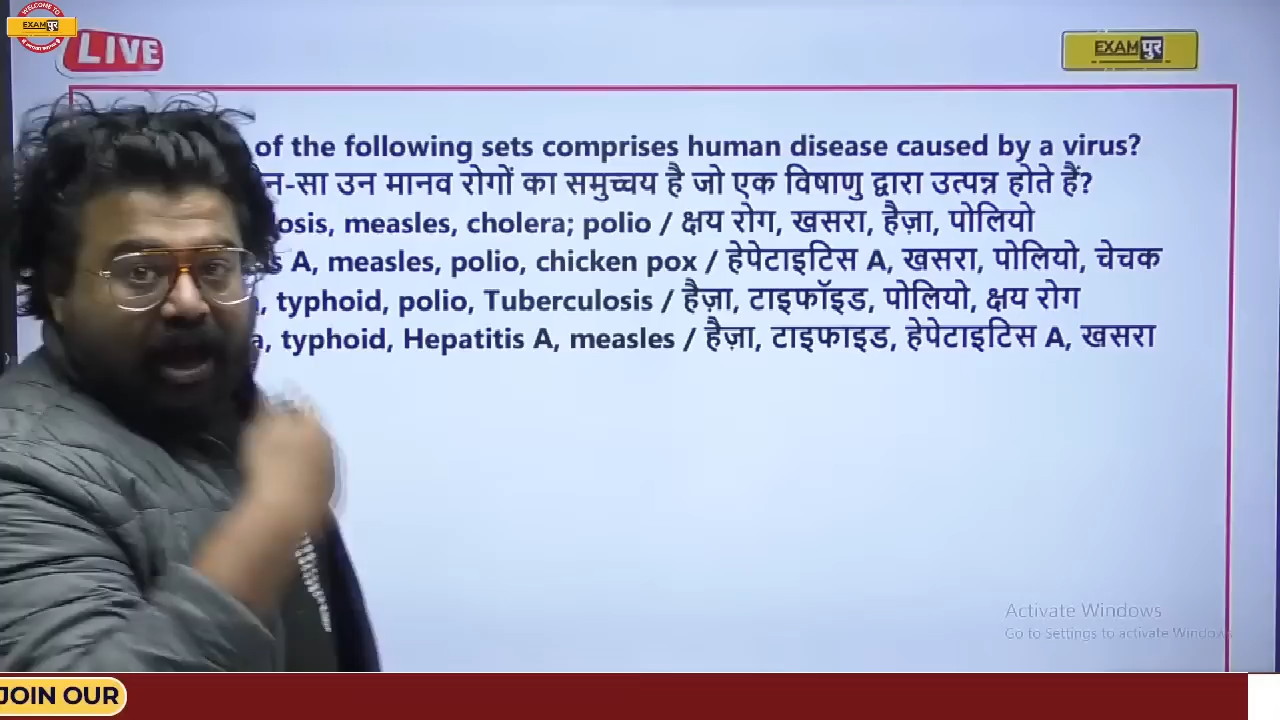 WELCOME TO
EXAMपुर
LIVE
EXAMपुर
of the following sets comprises human disease caused by a virus?
न-सा उन मानव रोगों का समुच्चय है जो एक विषाणु द्वारा उत्पन्न होते हैं?
osis, measles, cholera; polio / क्षय रोग, खसरा, हैज़ा, पोलियो
s A, measles, polio, chicken pox / हेपेटाइटिस A, खसरा, पोलियो, चेचक
a, typhoid, polio, Tuberculosis / हैज़ा, टाइफॉइड, पोलियो, क्षय रोग
a, typhoid, Hepatitis A, measles / हैज़ा, टाइफाइड, हेपेटाइटिस A, खसरा
Activate Windows
Go to Settings to activate Windows
JOIN OUR